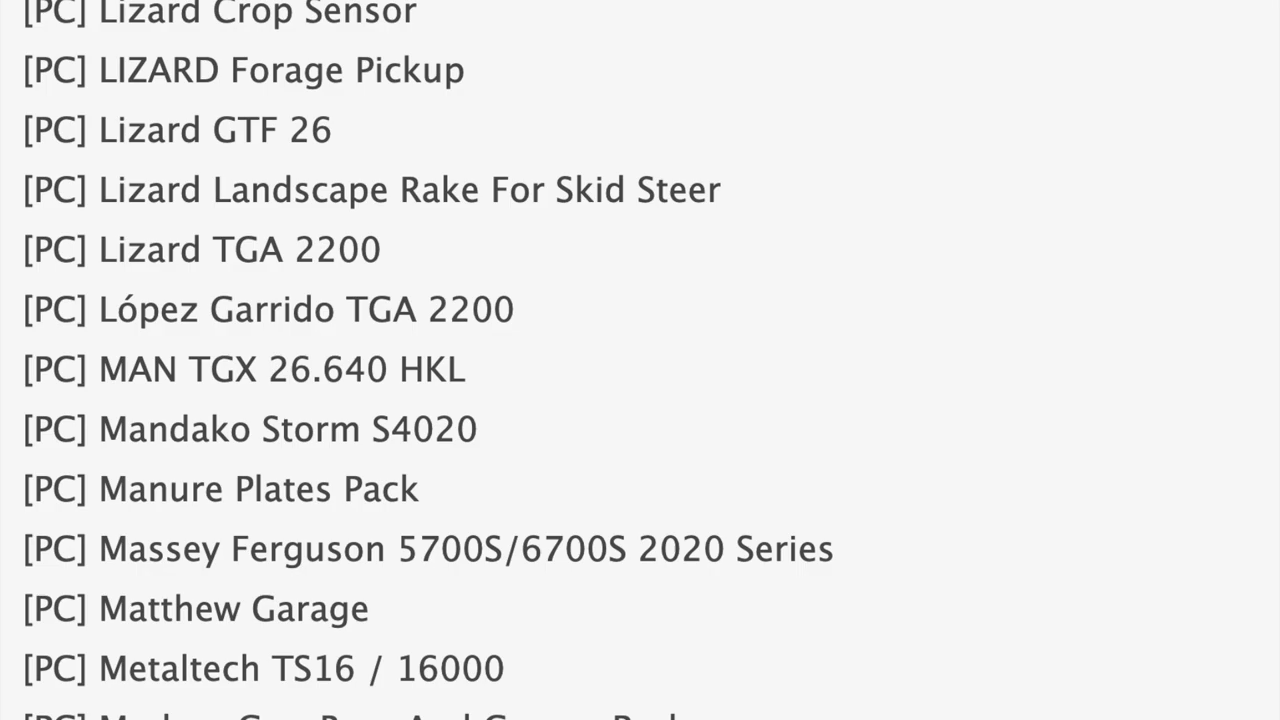 [PC] Lizard Crop Sensor
[PC] LIZARD Forage Pickup
[PC] Lizard GTF 26
[PC] Lizard Landscape Rake For Skid Steer
[PC] Lizard TGA 2200
[PC] López Garrido TGA 2200
[PC] MAN TGX 26.640 HKL
[PC] Mandako Storm S4020
[PC] Manure Plates Pack
[PC] Massey Ferguson 5700S/6700S 2020 Series
[PC] Matthew Garage
[PC] Metaltech TS16 / 16000